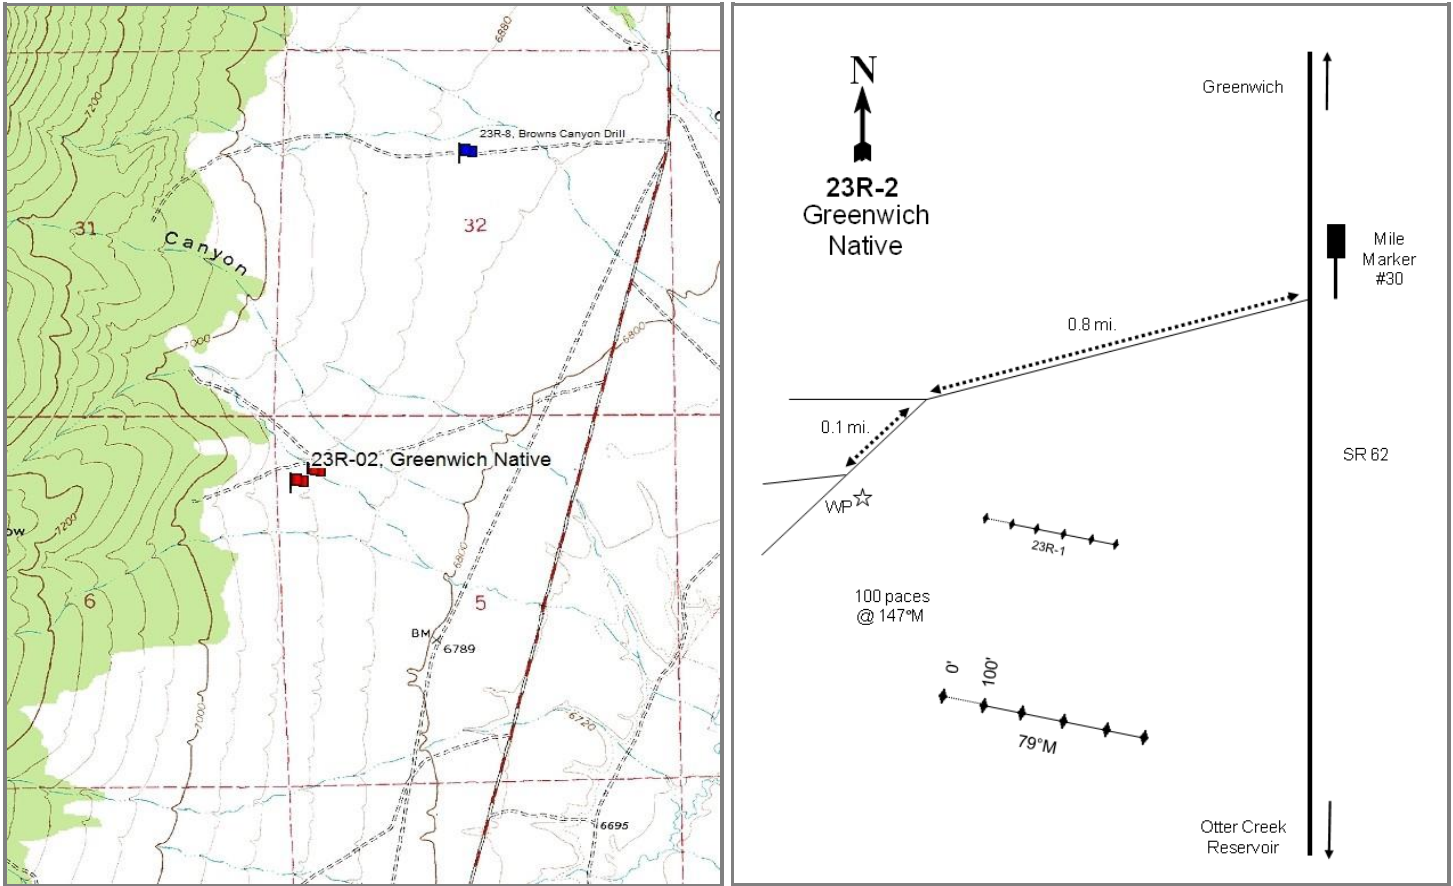 6880
7200
23R-8, Browns Canyon Drill
31
32
Canyon
7000
6800
23R-02, Greenwich Native
7200
ow
6800
6
5
BM
6789
7000
6720
6695
N
23R-2
Greenwich
Native
Greenwich
Mile
Marker
#30
0.8 mi.
0.1 mi.
SR 62
WP
23R-1
100 paces
@ 147°M
0'
100'
79°M
Otter Creek
Reservoir